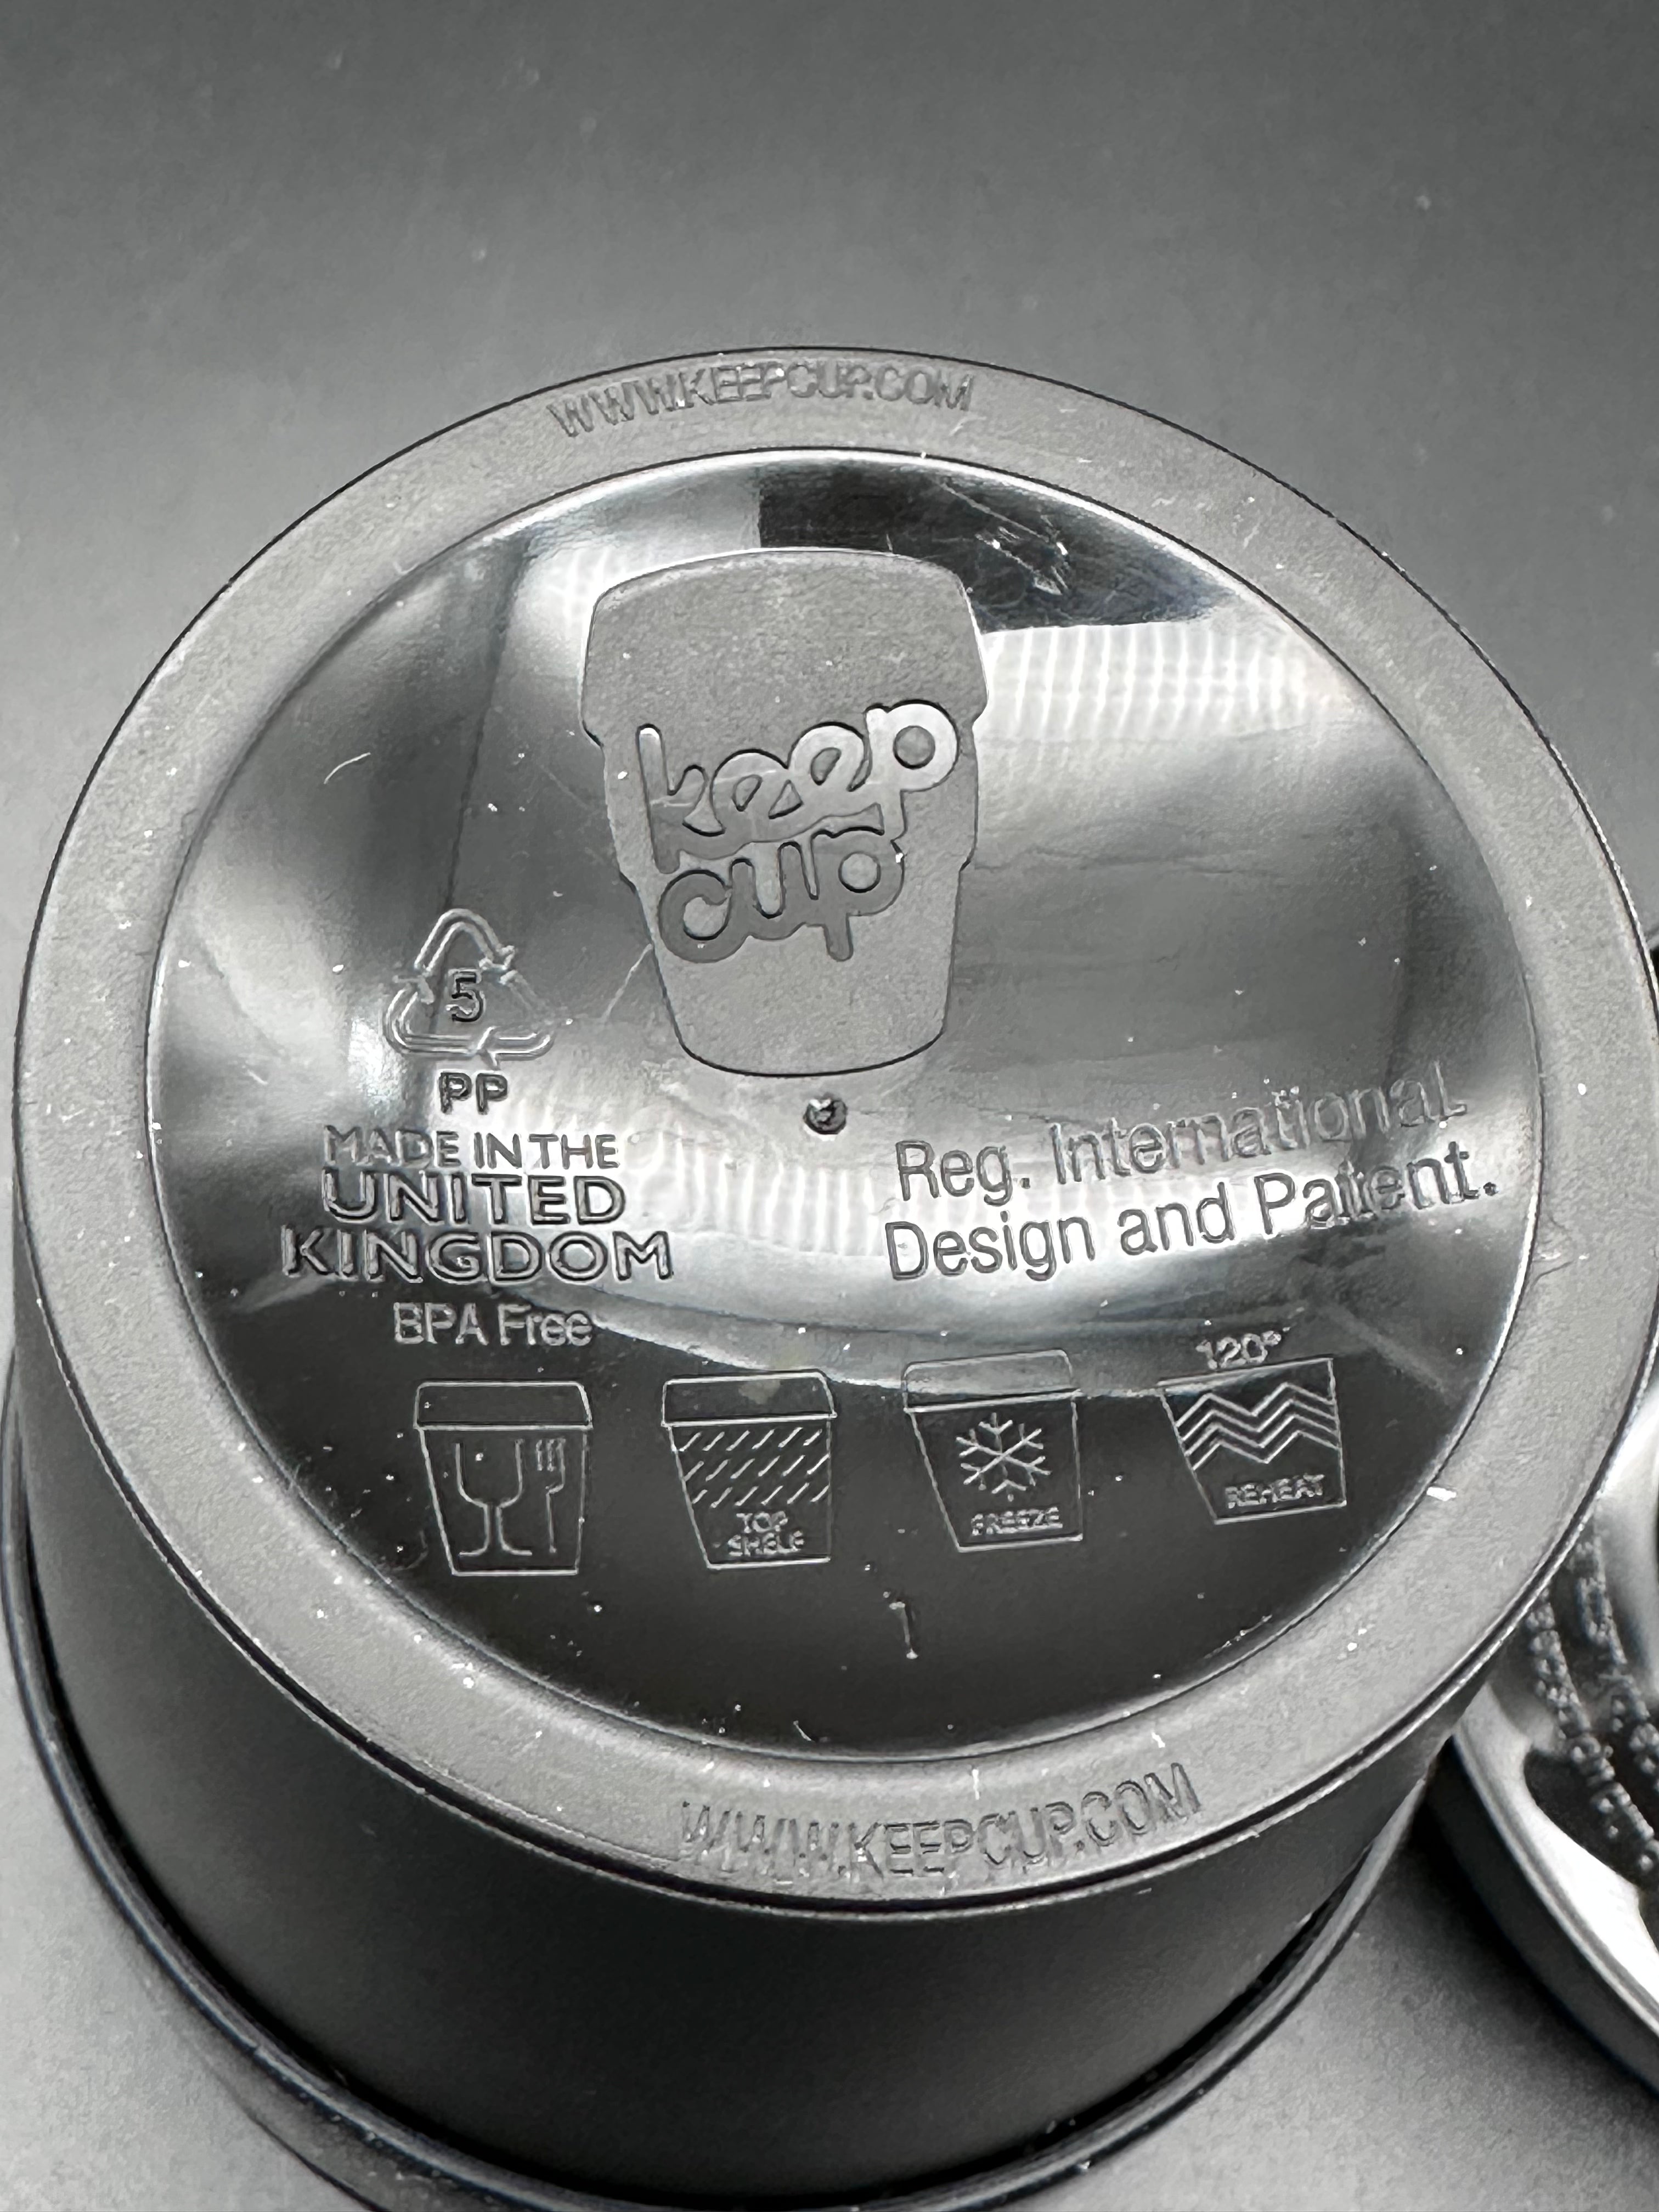 WWW.KEEPCUP.COM
keep
cup
5
PP
MADE IN THE
UNITED
KINGDOM
BPA Free
Reg. International
Design and Patent.
TOP
SHELF
FREEZE
120°
REHEAT
1
WWW.KEEPCUP.COM